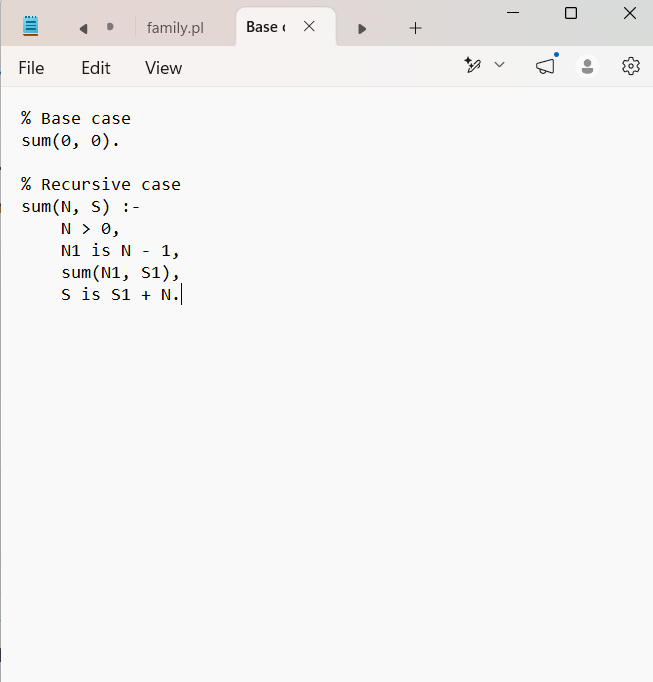 family.pl
Base c
File Edit View
% Base case
sum(0, 0).
% Recursive case
sum(N, S) :-
N > 0,
N1 is N - 1,
sum(N1, S1),
S is S1 + N.